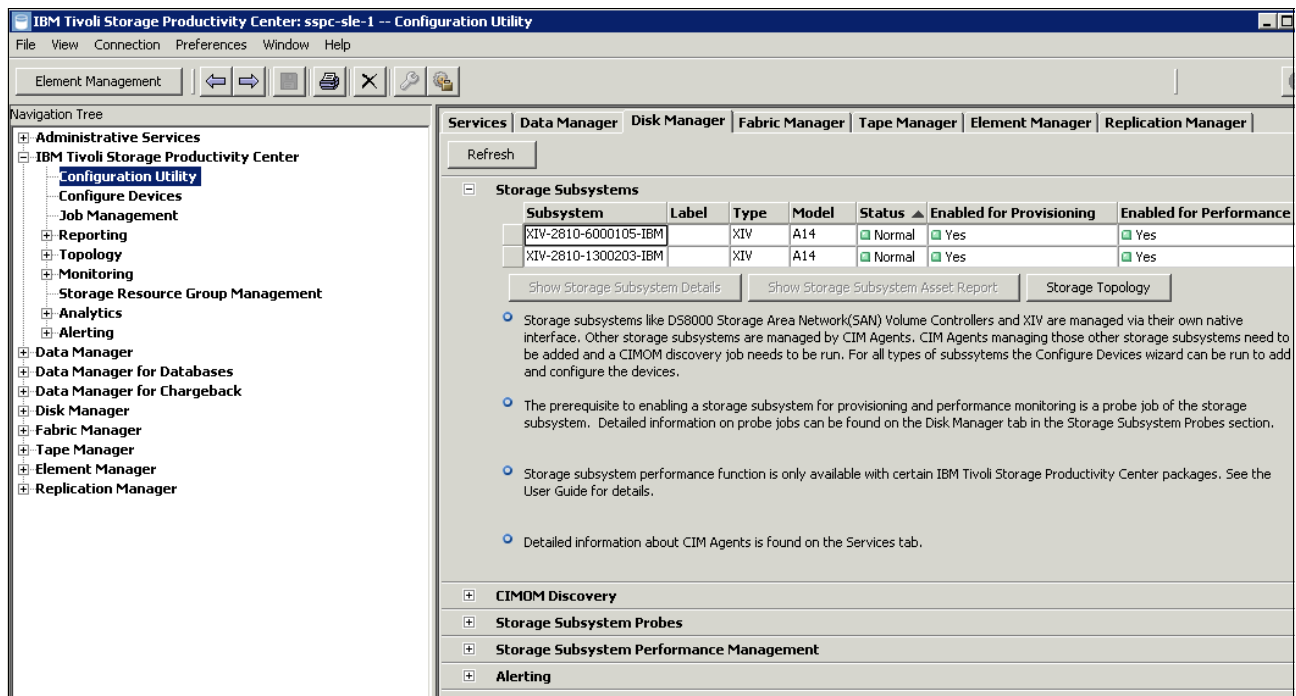 IBM Tivoli Storage Productivity Center: sspc-sle-1 -- Configuration Utility
File View Connection Preferences Window Help
Element Management
Navigation Tree
Administrative Services
IBM Tivoli Storage Productivity Center
Configuration Utility
Configure Devices
Job Management
Reporting
Topology
Monitoring
Storage Resource Group Management
Analytics
Alerting
Data Manager
Data Manager for Databases
Data Manager for Chargeback
Disk Manager
Fabric Manager
Tape Manager
Element Manager
Replication Manager
Services Data Manager Disk Manager Fabric Manager Tape Manager Element Manager Replication Manager
Refresh
Storage Subsystems
Subsystem Label Type Model Status Enabled for Provisioning Enabled for Performance
XIV-2810-6000105-IBM XIV A14 Normal Yes Yes
XIV-2810-1300203-IBM XIV A14 Normal Yes Yes
Show Storage Subsystem Details Show Storage Subsystem Asset Report Storage Topology
Storage subsystems like DS8000 Storage Area Network(SAN) Volume Controllers and XIV are managed via their own native
interface. Other storage subsystems are managed by CIM Agents. CIM Agents managing those other storage subsystems need to
be added and a CIMOM discovery job needs to be run. For all types of subssytems the Configure Devices wizard can be run to add
and configure the devices.
The prerequisite to enabling a storage subsystem for provisioning and performance monitoring is a probe job of the storage
subsystem. Detailed information on probe jobs can be found on the Disk Manager tab in the Storage Subsystem Probes section.
Storage subsystem performance function is only available with certain IBM Tivoli Storage Productivity Center packages. See the
User Guide for details.
Detailed information about CIM Agents is found on the Services tab.
CIMOM Discovery
Storage Subsystem Probes
Storage Subsystem Performance Management
Alerting